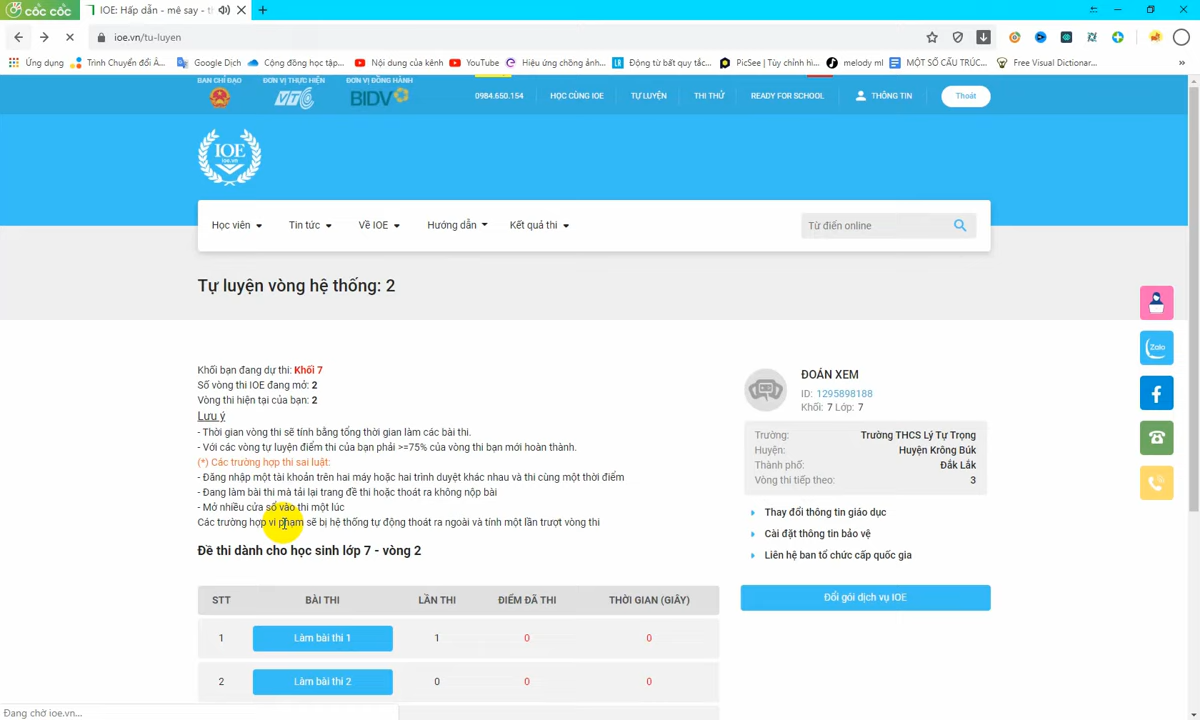 cốc cốc
IOE: Hấp dẫn - mê say -
ioe.vn/tu-luyen
Ứng dụng
Trình Chuyển đổi Â...
Google Dịch
Cộng đồng học tập...
Nội dung của kênh
YouTube
Hiệu ứng chồng ảnh...
LR
Động từ bất quy tắc...
PicSee | Tùy chỉnh hì...
melody ml
MỘT SỐ CẤU TRÚC...
Free Visual Dictionar...
»
BAN CHỈ ĐẠO
ĐƠN VỊ THỰC HIỆN
ĐƠN VỊ ĐỒNG HÀNH
VTC
BIDV
0984.650.154
HỌC CÙNG IOE
TỰ LUYỆN
THI THỬ
READY FOR SCHOOL
THÔNG TIN
Thoát
IOE
ioe.vn
Học viên
Tin tức
Về IOE
Hướng dẫn
Kết quả thi
Từ điển online
Tự luyện vòng hệ thống: 2
Zalo
Khối bạn đang dự thi: Khối 7
Số vòng thi IOE đang mở: 2
Vòng thi hiện tại của bạn: 2
Lưu ý
- Thời gian vòng thi sẽ tính bằng tổng thời gian làm các bài thi.
- Với các vòng tự luyện điểm thi của bạn phải >=75% của vòng thi bạn mới hoàn thành.
(*) Các trường hợp thi sai luật:
- Đăng nhập một tài khoản trên hai máy hoặc hai trình duyệt khác nhau và thi cùng một thời điểm
- Đang làm bài thi mà tải lại trang đề thi hoặc thoát ra không nộp bài
- Mở nhiều cửa sổ vào thi một lúc
Các trường hợp vi phạm sẽ bị hệ thống tự động thoát ra ngoài và tính một lần trượt vòng thi
ĐOÁN XEM
ID: 1295898188
Khối: 7 Lớp: 7
Trường: Trường THCS Lý Tự Trọng
Huyện: Huyện Krông Búk
Thành phố: Đắk Lắk
Vòng thi tiếp theo: 3
Thay đổi thông tin giáo dục
Cài đặt thông tin bảo vệ
Liên hệ ban tổ chức cấp quốc gia
Đổi gói dịch vụ IOE
Đề thi dành cho học sinh lớp 7 - vòng 2
STT BÀI THI LẦN THI ĐIỂM ĐÃ THI THỜI GIAN (GIÂY)
1 Làm bài thi 1 1 0 0
2 Làm bài thi 2 0 0 0
Đang chờ ioe.vn...